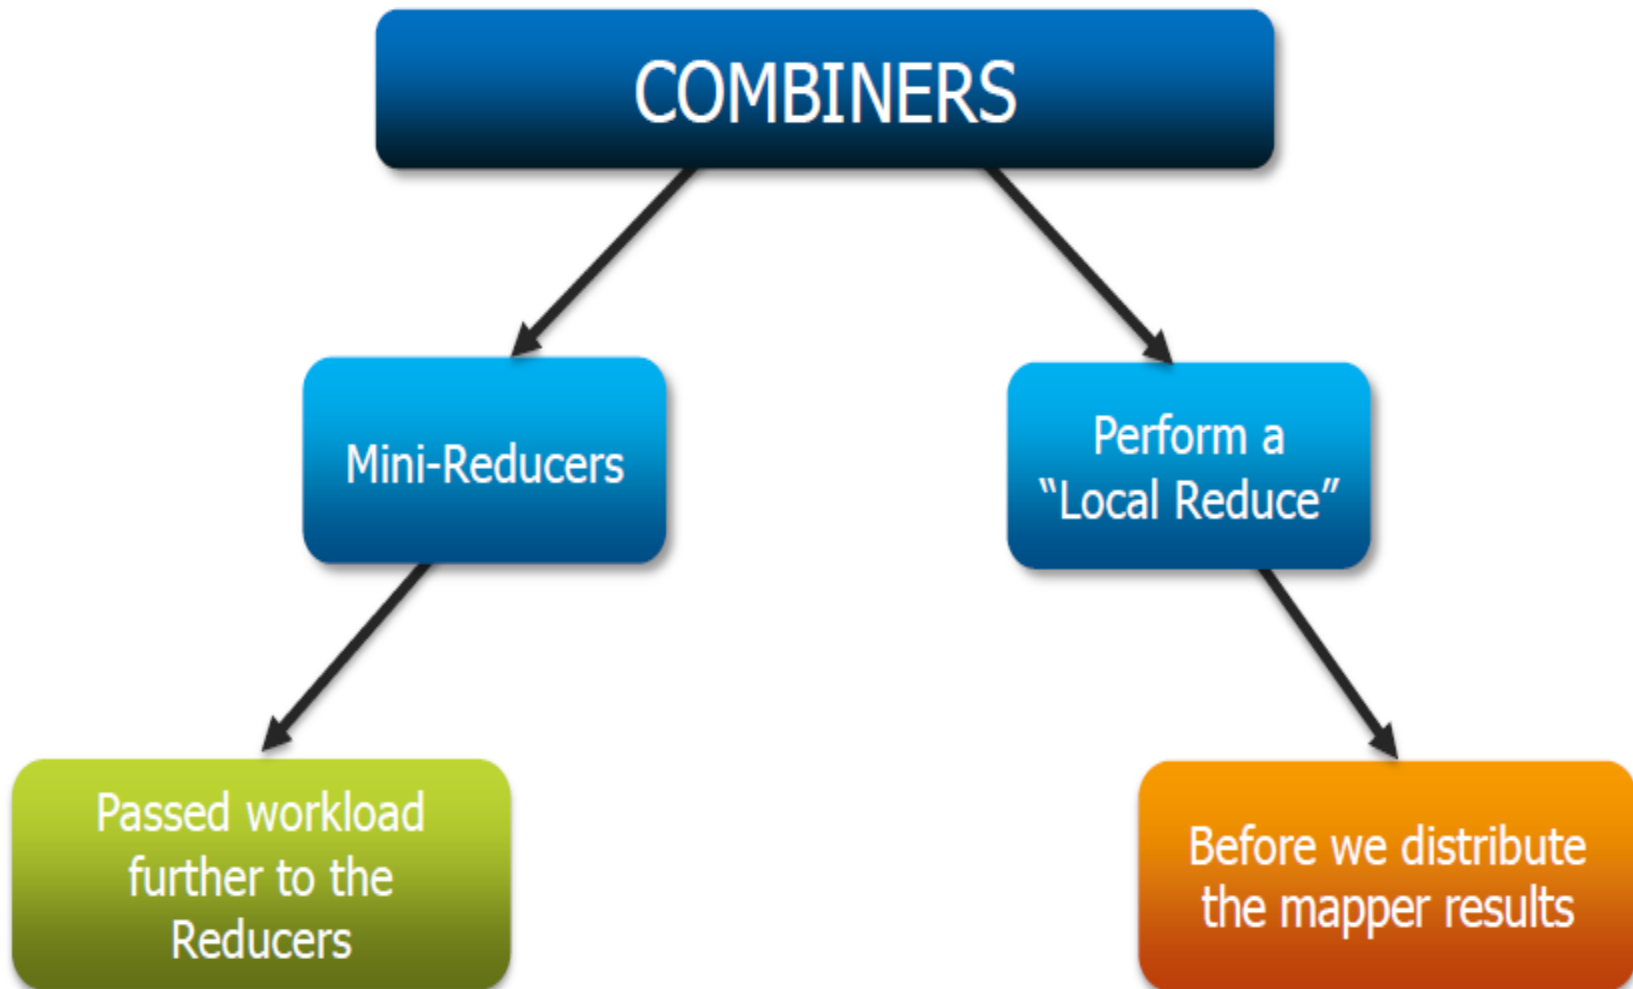 COMBINERS
Mini-Reducers
Perform a
“Local Reduce”
Passed workload
further to the
Reducers
Before we distribute
the mapper results